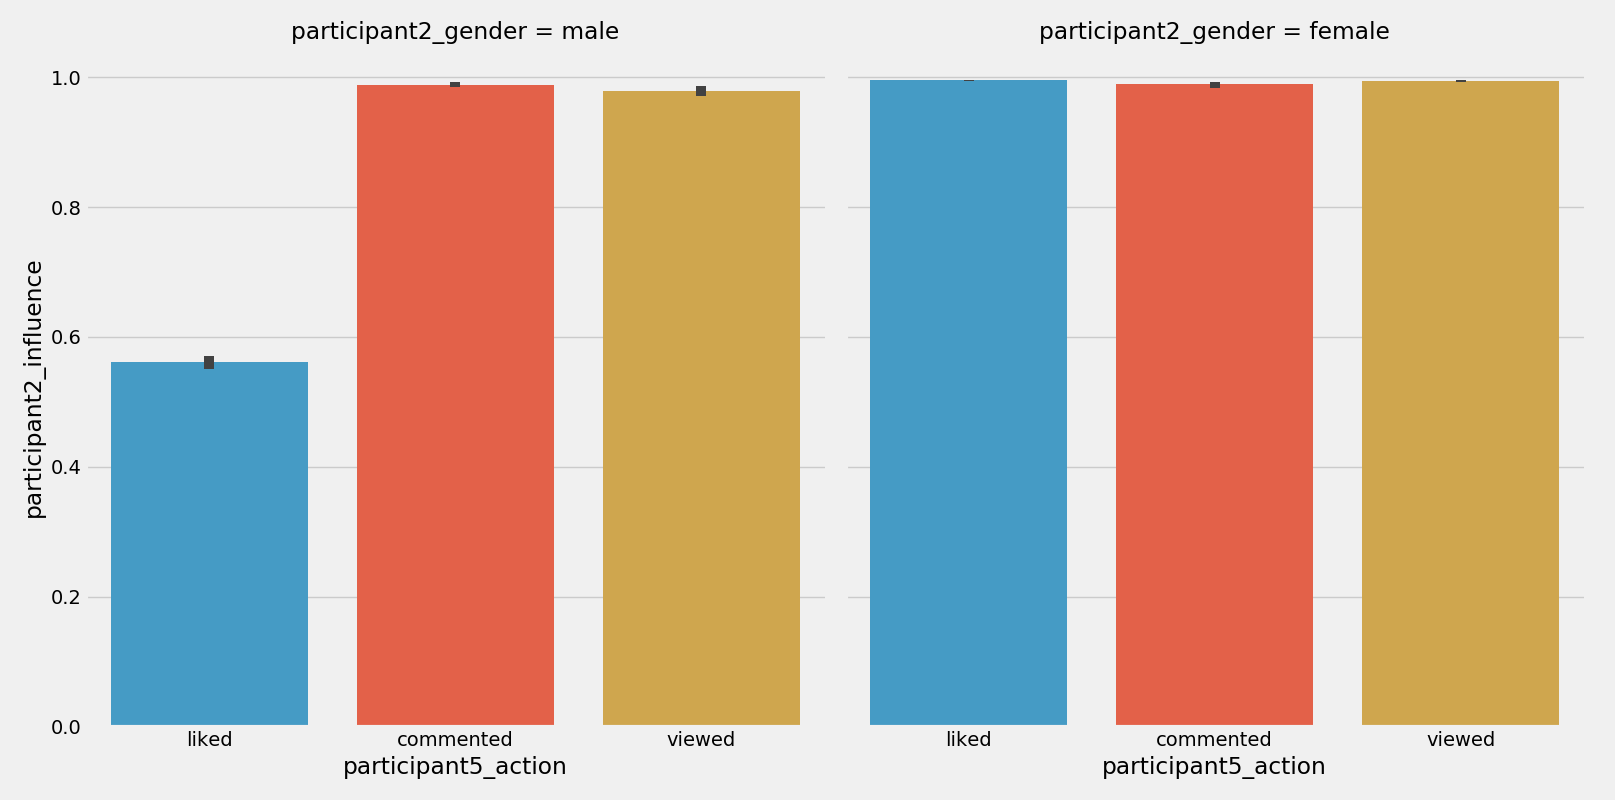 participant2_gender = male
participant2_gender = female
participant2_influence
1.0
0.8
0.6
0.4
0.2
0.0
liked commented viewed
liked commented viewed
participant5_action
participant5_action